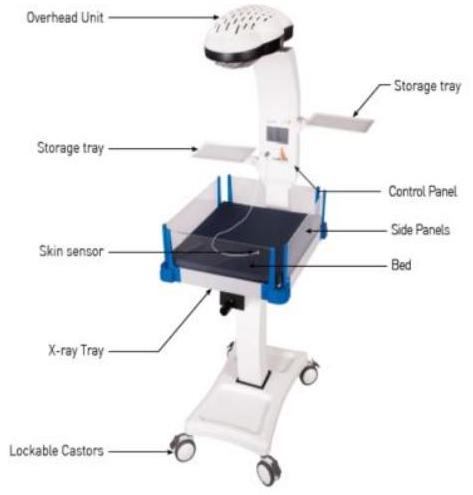 Overhead Unit
Storage tray
Storage tray
Control Panel
Side Panels
Skin sensor
Bed
X-ray Tray
Lockable Castors